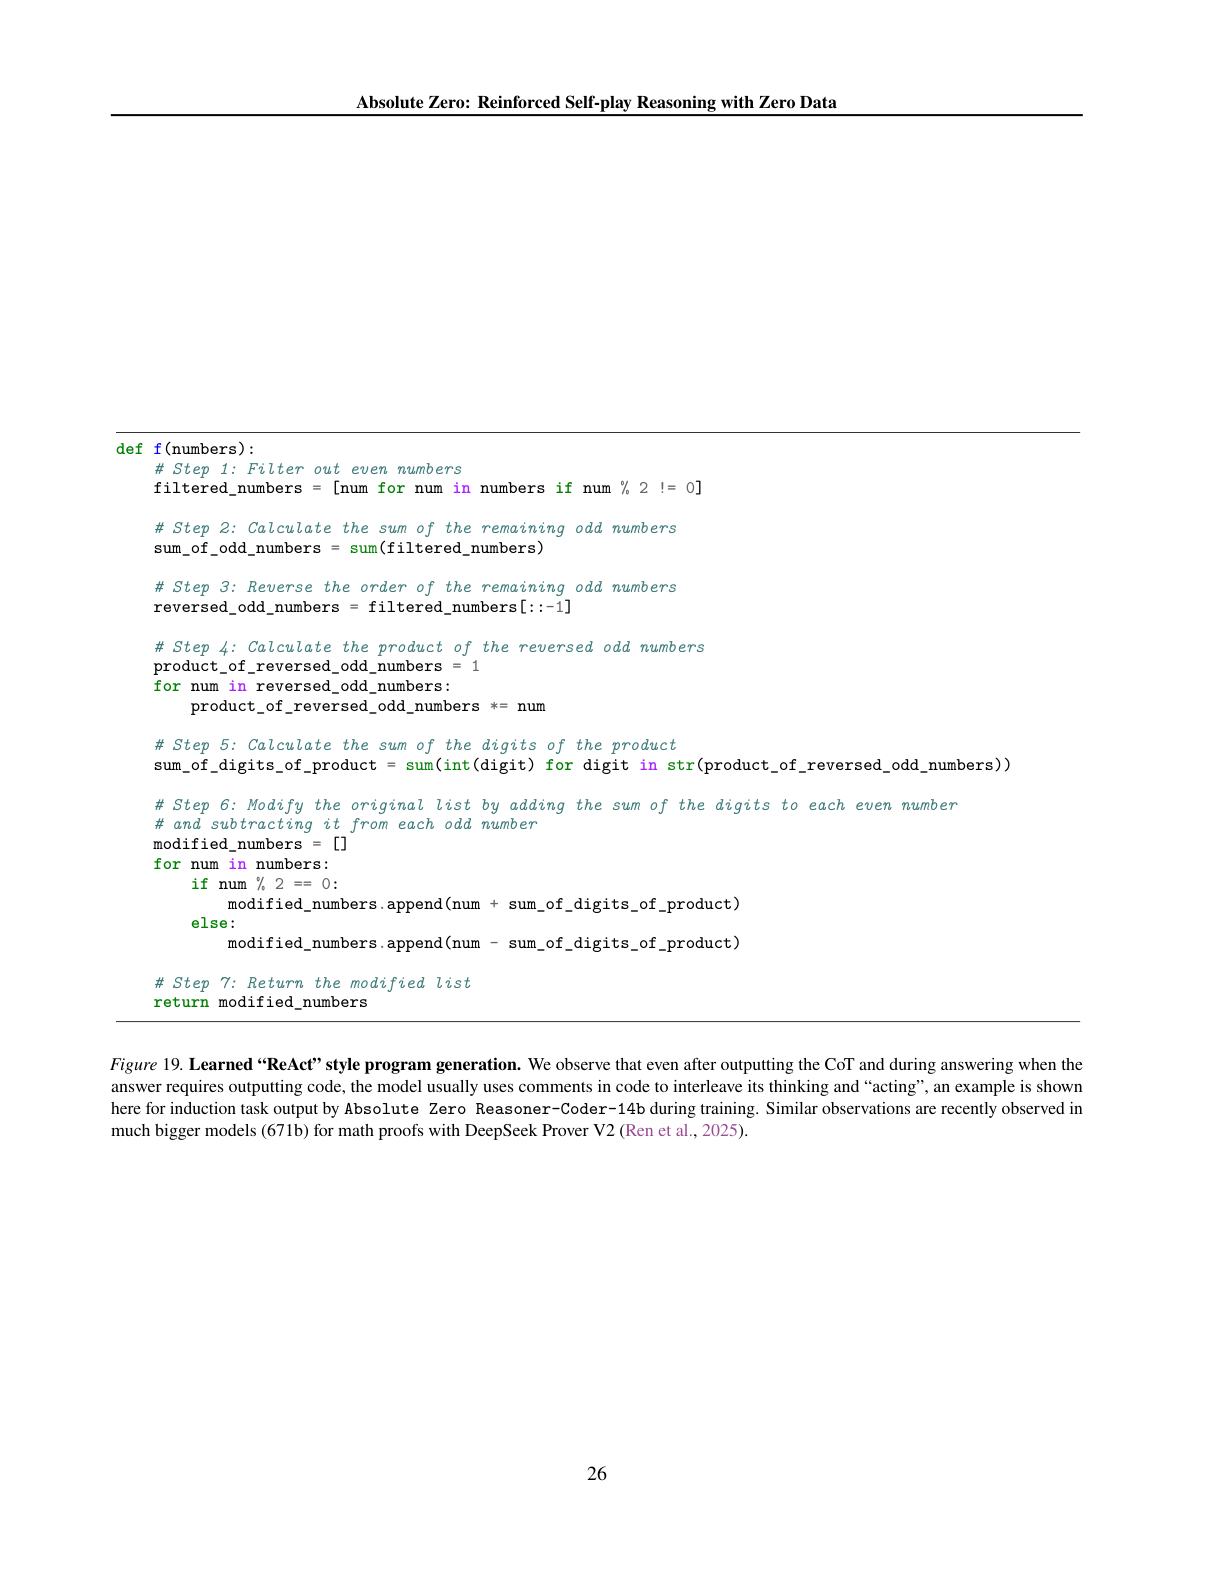 Absolute Zero: Reinforced Self-play Reasoning with Zero Data
def f(numbers):
    # Step 1: Filter out even numbers
    filtered_numbers = [num for num in numbers if num % 2 != 0]

    # Step 2: Calculate the sum of the remaining odd numbers
    sum_of_odd_numbers = sum(filtered_numbers)

    # Step 3: Reverse the order of the remaining odd numbers
    reversed_odd_numbers = filtered_numbers[::-1]

    # Step 4: Calculate the product of the reversed odd numbers
    product_of_reversed_odd_numbers = 1
    for num in reversed_odd_numbers:
        product_of_reversed_odd_numbers *= num

    # Step 5: Calculate the sum of the digits of the product
    sum_of_digits_of_product = sum(int(digit) for digit in str(product_of_reversed_odd_numbers))

    # Step 6: Modify the original list by adding the sum of the digits to each even number
    # and subtracting it from each odd number
    modified_numbers = []
    for num in numbers:
        if num % 2 == 0:
            modified_numbers.append(num + sum_of_digits_of_product)
        else:
            modified_numbers.append(num - sum_of_digits_of_product)

    # Step 7: Return the modified list
    return modified_numbers
Figure 19. Learned “ReAct” style program generation. We observe that even after outputting the CoT and during answering when the
answer requires outputting code, the model usually uses comments in code to interleave its thinking and “acting”, an example is shown
here for induction task output by Absolute Zero Reasoner-Coder-14b during training. Similar observations are recently observed in
much bigger models (671b) for math proofs with DeepSeek Prover V2 (Ren et al., 2025).
26